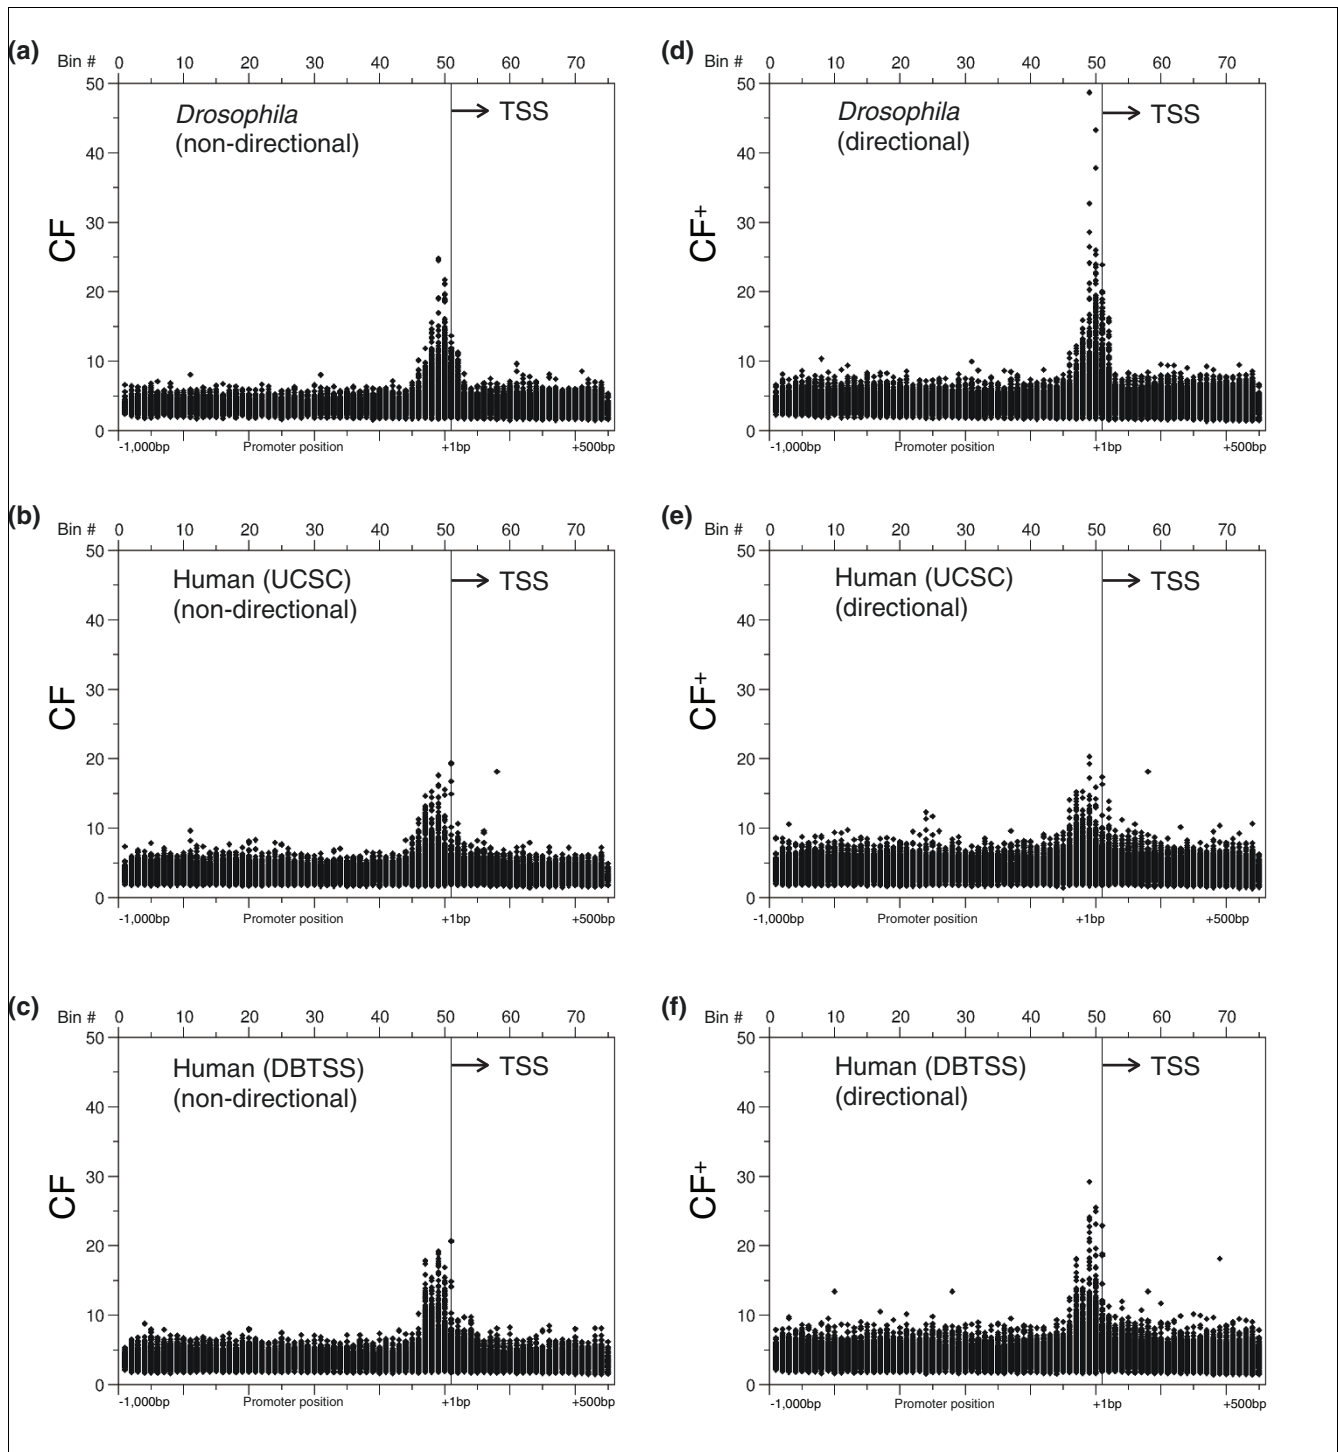 (a) Bin # 0 10 20 30 40 50 60 70
50
Drosophila
(non-directional)
TSS
40
30
CF
20
10
0
-1,000bp Promoter position +1bp +500bp
(d) Bin # 0 10 20 30 40 50 60 70
50
Drosophila
(directional)
TSS
40
30
CF+
20
10
0
-1,000bp Promoter position +1bp +500bp
(b) Bin # 0 10 20 30 40 50 60 70
50
Human (UCSC)
(non-directional)
TSS
40
30
CF
20
10
0
-1,000bp Promoter position +1bp +500bp
(e) Bin # 0 10 20 30 40 50 60 70
50
Human (UCSC)
(directional)
TSS
40
30
CF+
20
10
0
-1,000bp Promoter position +1bp +500bp
(c) Bin # 0 10 20 30 40 50 60 70
50
Human (DBTSS)
(non-directional)
TSS
40
30
CF
20
10
0
-1,000bp Promoter position +1bp +500bp
(f) Bin # 0 10 20 30 40 50 60 70
50
Human (DBTSS)
(directional)
TSS
40
30
CF+
20
10
0
-1,000bp Promoter position +1bp +500bp